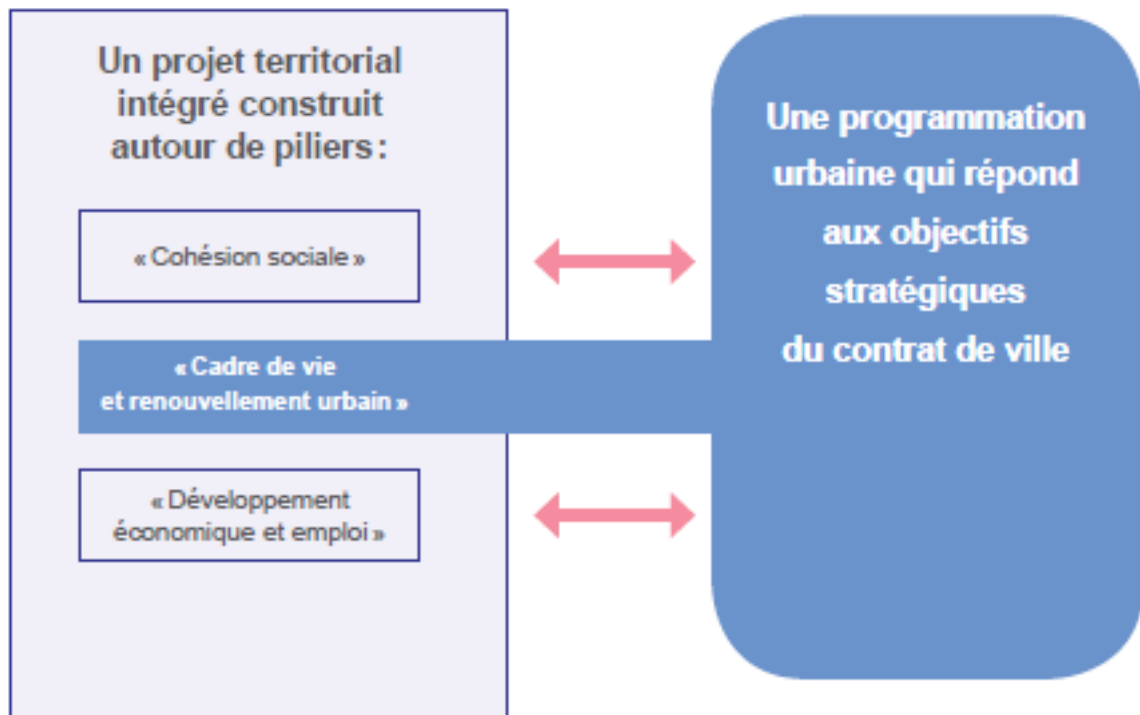 Un projet territorial
intégré construit
autour de piliers :
« Cohésion sociale »
« Cadre de vie
et renouvellement urbain »
« Développement
économique et emploi »
Une programmation
urbaine qui répond
aux objectifs
stratégiques
du contrat de ville